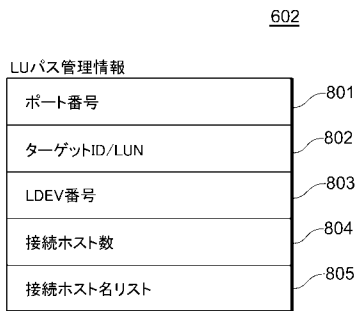 602
LUパス管理情報
ポート番号 801
ターゲットID/LUN 802
LDEV番号 803
接続ホスト数 804
接続ホスト名リスト 805